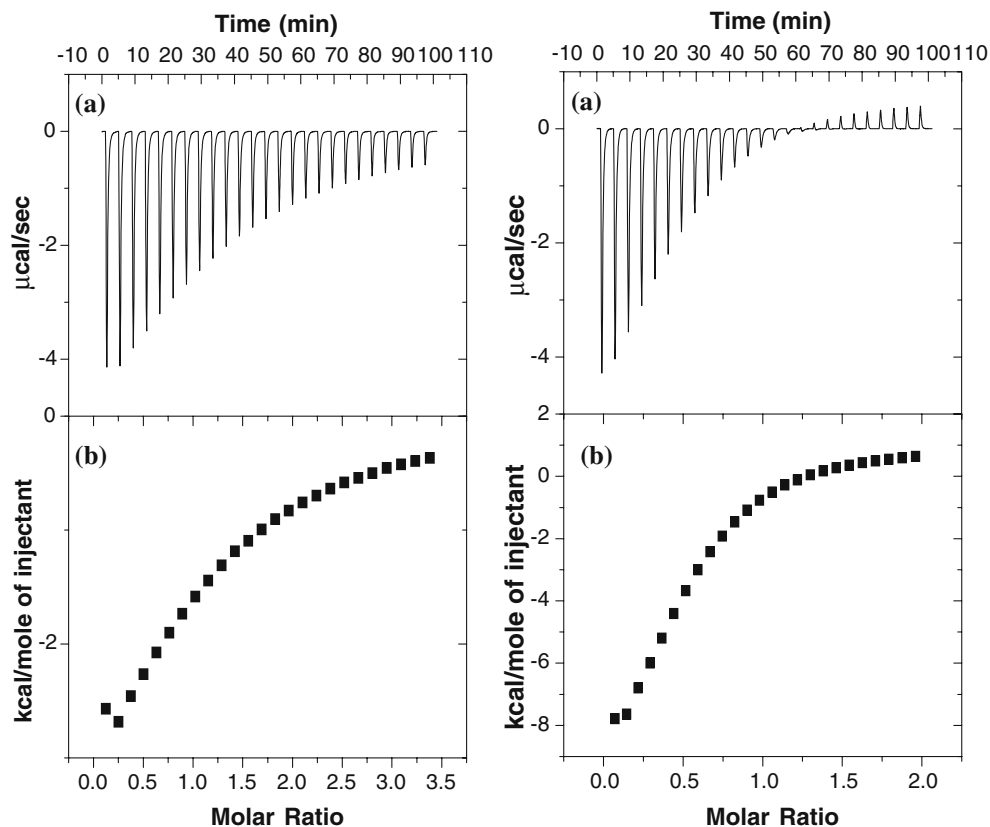 Time (min)
-10 0 10 20 30 40 50 60 70 80 90 100 110
(a)
0
-2
-4
0
µcal/sec
(b)
-2
kcal/mole of injectant
0.0 0.5 1.0 1.5 2.0 2.5 3.0 3.5
Molar Ratio
Time (min)
-10 0 10 20 30 40 50 60 70 80 90 100 110
(a)
0
-2
-4
2
µcal/sec
(b)
0
-2
-4
-6
-8
kcal/mole of injectant
0.0 0.5 1.0 1.5 2.0
Molar Ratio